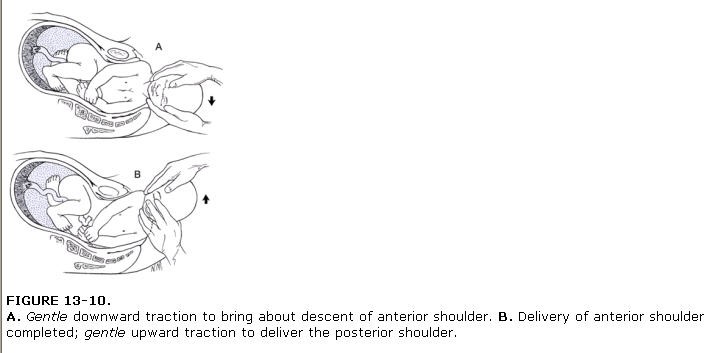 A
B
FIGURE 13-10.
A. Gentle downward traction to bring about descent of anterior shoulder. B. Delivery of anterior shoulder
completed; gentle upward traction to deliver the posterior shoulder.